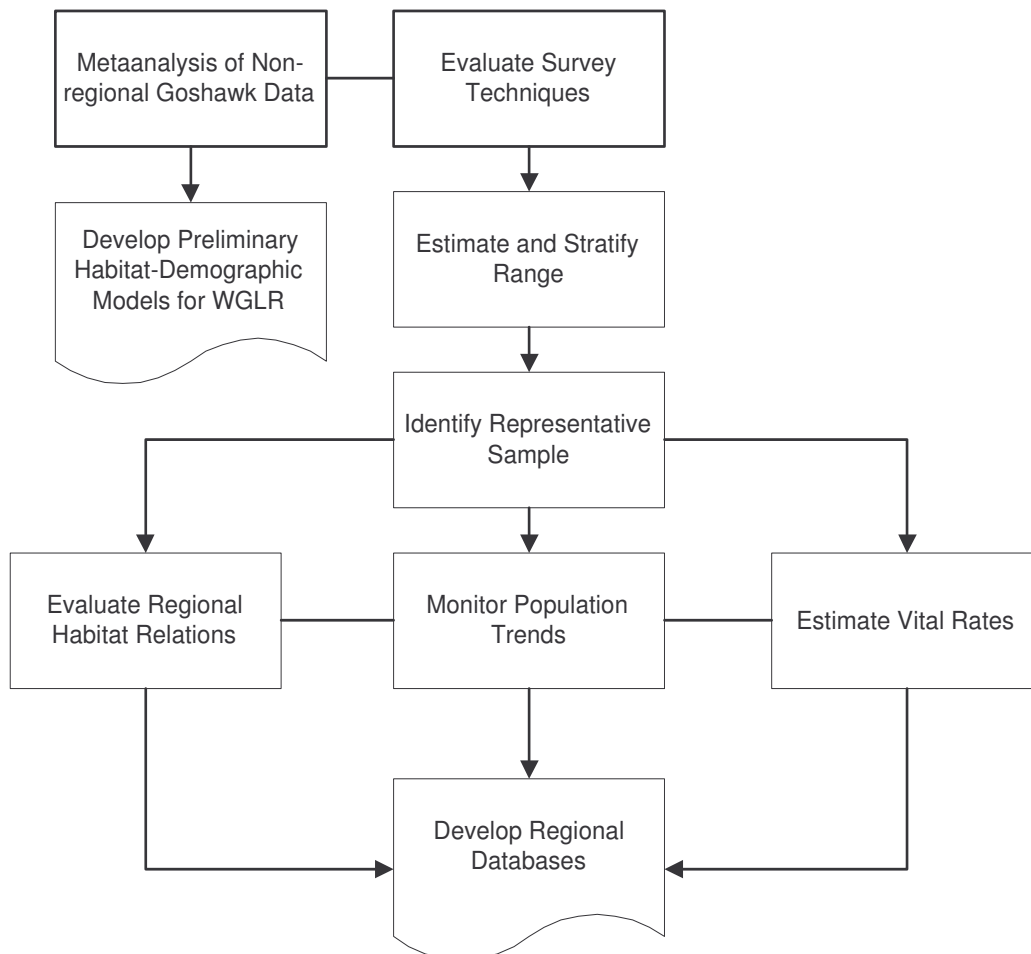 Metaanalysis of Non-
regional Goshawk Data
Evaluate Survey
Techniques
Develop Preliminary
Habitat-Demographic
Models for WGLR
Estimate and Stratify
Range
Identify Representative
Sample
Evaluate Regional
Habitat Relations
Monitor Population
Trends
Estimate Vital Rates
Develop Regional
Databases